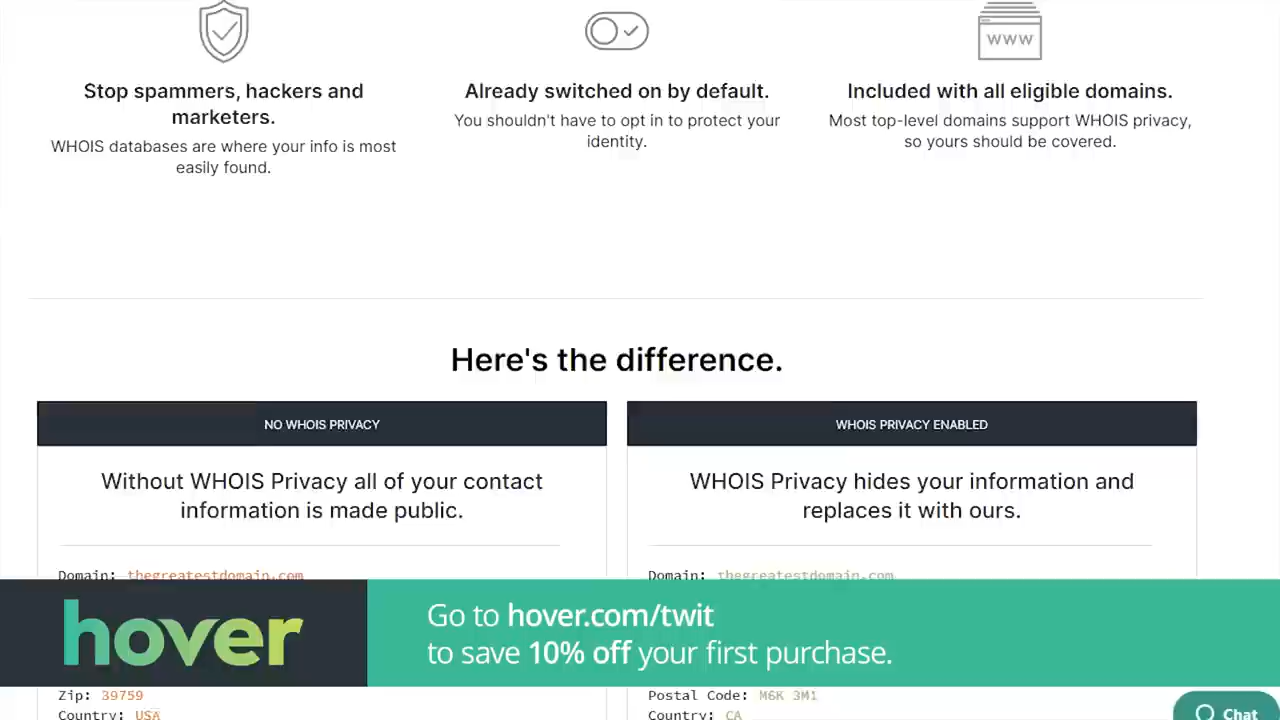 WWW
Stop spammers, hackers and
marketers.
WHOIS databases are where your info is most
easily found.
Already switched on by default.
You shouldn't have to opt in to protect your
identity.
Included with all eligible domains.
Most top-level domains support WHOIS privacy,
so yours should be covered.
Here's the difference.
NO WHOIS PRIVACY
Without WHOIS Privacy all of your contact
information is made public.
Domain: thegreatestdomain.com
WHOIS PRIVACY ENABLED
WHOIS Privacy hides your information and
replaces it with ours.
Domain: thegreatestdomain.com
hover
Go to hover.com/twit
to save 10% off your first purchase.
Zip: 39759
Country: USA
Postal Code: M6K 3M1
Country: CA
Chat